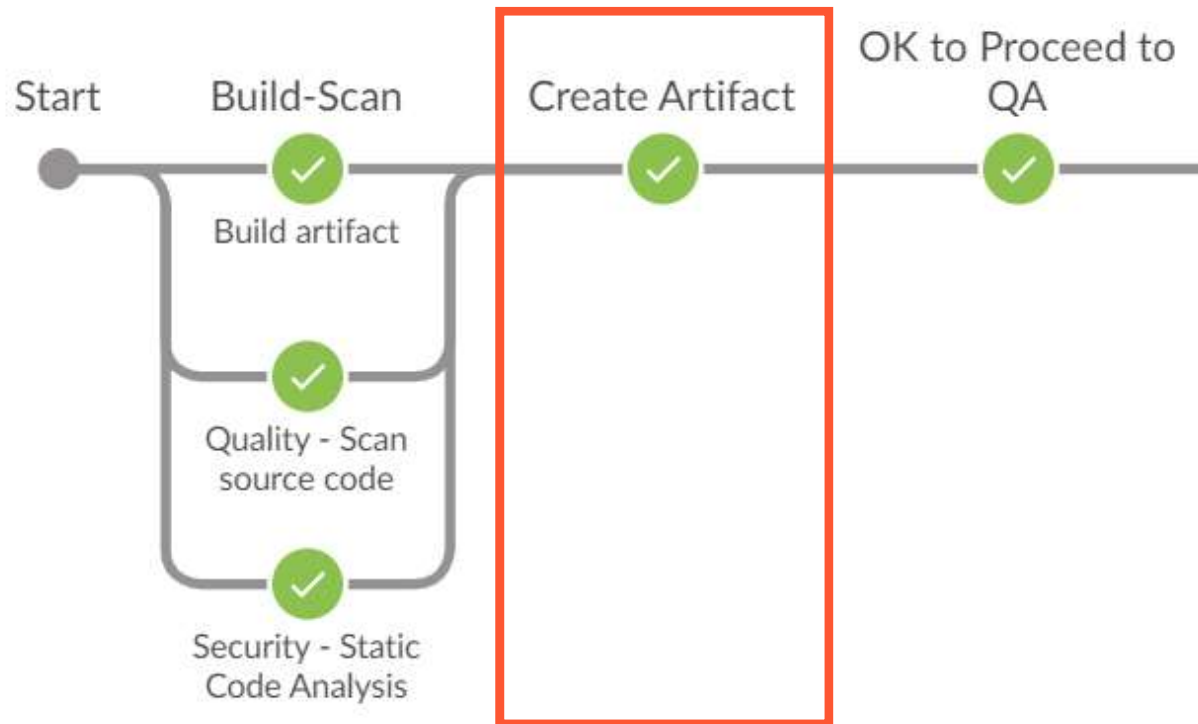 Start
Build-Scan
Create Artifact
OK to Proceed to
QA
Build artifact
Quality - Scan
source code
Security - Static
Code Analysis